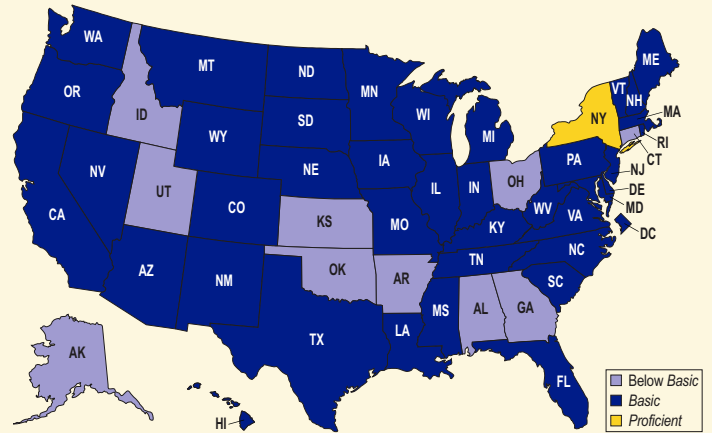 WA
MT
ND
MN
ME
VT
NH
OR
ID
SD
WI
MI
NY
MA
RI
CT
WY
NE
IA
PA
NJ
NV
UT
CO
IL
IN
OH
DE
MD
DC
CA
KS
MO
WV
VA
KY
NC
AZ
NM
OK
AR
TN
SC
MS
AL
GA
TX
LA
AK
FL
HI
Below Basic
Basic
Proficient